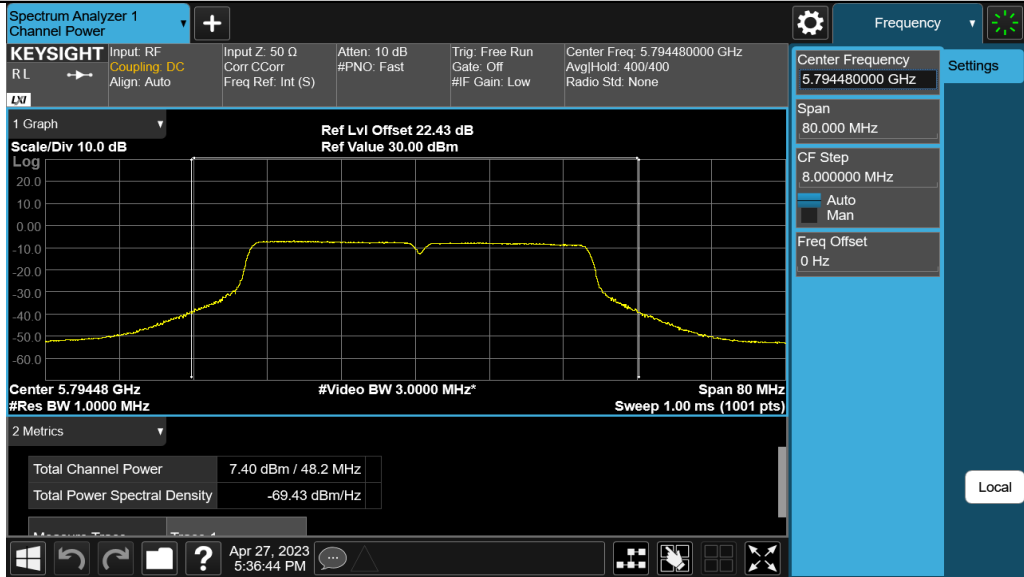 Spectrum Analyzer 1
Channel Power
+
Frequency
KEYSIGHT
RL
LXI
Input: RF
Coupling: DC
Align: Auto
Input Z: 50 Ω
Corr CCorr
Freq Ref: Int (S)
Atten: 10 dB
#PNO: Fast
Trig: Free Run
Gate: Off
#IF Gain: Low
Center Freq: 5.794480000 GHz
Avg|Hold: 400/400
Radio Std: None
Center Frequency
5.794480000 GHz
Settings
Span
80.000 MHz
CF Step
8.000000 MHz
Auto
Man
Freq Offset
0 Hz
Local
1 Graph
Scale/Div 10.0 dB
Ref Lvl Offset 22.43 dB
Ref Value 30.00 dBm
Log
20.0
10.0
0.00
-10.0
-20.0
-30.0
-40.0
-50.0
-60.0
Center 5.79448 GHz
#Video BW 3.0000 MHz*
Span 80 MHz
#Res BW 1.0000 MHz
Sweep 1.00 ms (1001 pts)
2 Metrics
Total Channel Power 7.40 dBm / 48.2 MHz
Total Power Spectral Density -69.43 dBm/Hz
Measure Trace Trace 1
?
Apr 27, 2023
5:36:44 PM